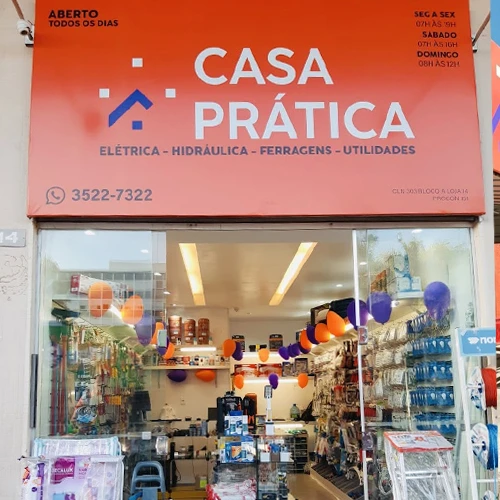 ABERTO
TODOS OS DIAS
SEG A SEX
07H ÀS 19H
SÁBADO
07H ÀS 16H
DOMINGO
08H ÀS 12H
CASA
PRÁTICA
ELÉTRICA - HIDRÁULICA - FERRAGENS - UTILIDADES
3522-7322